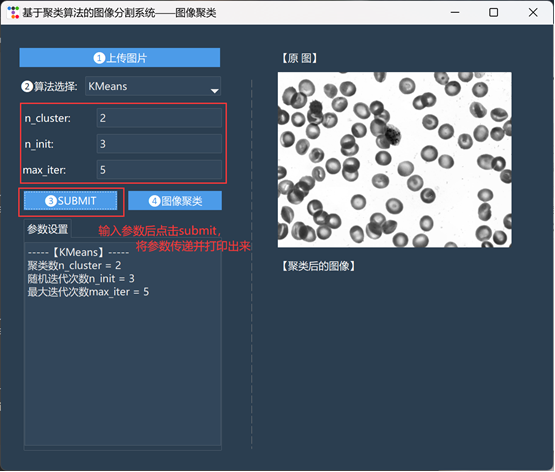 基于聚类算法的图像分割系统——图像聚类
①上传图片
②算法选择: KMeans
n_cluster: 2
n_init: 3
max_iter: 5
③SUBMIT ④图像聚类
参数设置
输入参数后点击submit,
将参数传递并打印出来
-----【KMeans】-----
聚类数n_cluster = 2
随机迭代次数n_init = 3
最大迭代次数max_iter = 5
【原 图】
【聚类后的图像】